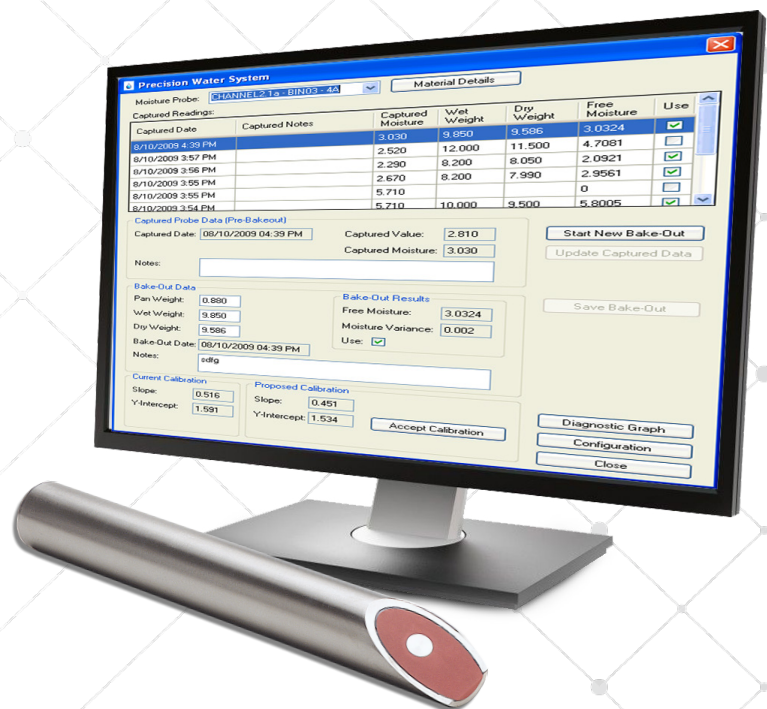 Precision Water System
Moisture Probe: CHANNEL2 1a - BIN03 - 4A Material Details
Captured Readings:
Captured Date Captured Notes Captured Moisture Wet Weight Dry Weight Free Moisture Use
8/10/2009 4:39 PM 3.030 9.850 9.586 3.0324
8/10/2009 3:57 PM 2.520 12.000 11.500 4.7081
8/10/2009 3:56 PM 2.290 8.200 8.050 2.0921
8/10/2009 3:55 PM 2.670 8.200 7.990 2.9561
8/10/2009 3:55 PM 5.710 0
8/10/2009 3:54 PM 5.710 10.000 9.500 5.8005
Captured Probe Data (Pre-Bakeout)
Captured Date: 08/10/2009 04:39 PM Captured Value: 2.810 Start New Bake-Out
Captured Moisture: 3.030 Update Captured Data
Notes:
Bake-Out Data Bake-Out Results
Pan Weight: 0.880 Free Moisture: 3.0324 Save Bake-Out
Wet Weight: 9.850 Moisture Variance: 0.002
Dry Weight: 9.586 Use:
Bake-Out Date: 08/10/2009 04:39 PM
Notes: sdfg
Current Calibration Proposed Calibration
Slope: 0.516 Slope: 0.451
Y-Intercept: 1.591 Y-Intercept: 1.534 Accept Calibration
Diagnostic Graph
Configuration
Close